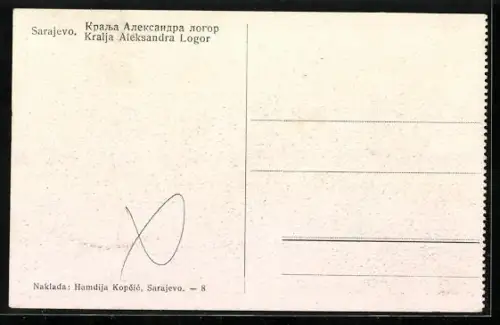 Sarajevo. Краља Александра логор
Kralja Aleksandra Logor
Naklada: Hamdija Kopčić, Sarajevo. — 8